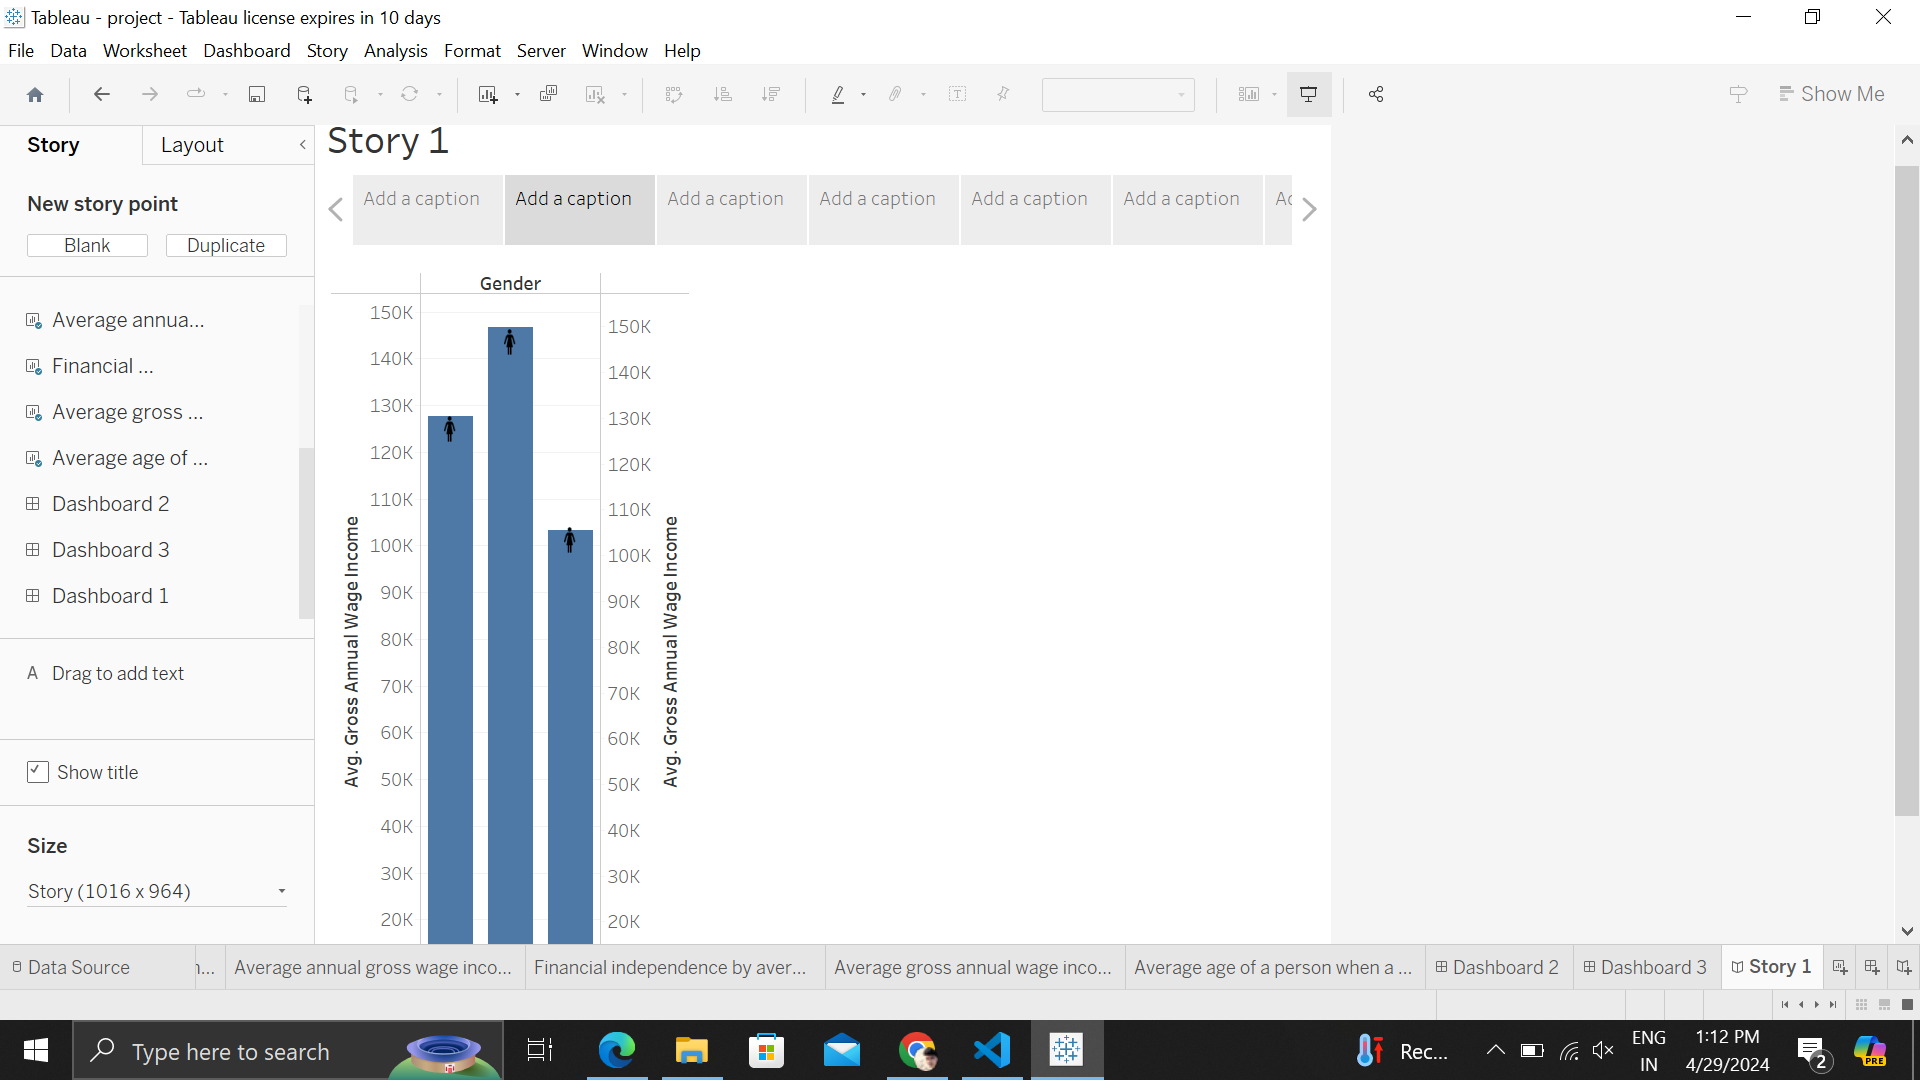 Tableau - project - Tableau license expires in 10 days
File Data Worksheet Dashboard Story Analysis Format Server Window Help
Show Me
Story Layout
New story point
Blank Duplicate
Average annua...
Financial ...
Average gross ...
Average age of ...
Dashboard 2
Dashboard 3
Dashboard 1
A Drag to add text
Show title
Size
Story (1016 x 964)
Story 1
Add a caption Add a caption Add a caption Add a caption Add a caption Add a caption
Gender
Avg. Gross Annual Wage Income
150K
140K
130K
120K
110K
100K
90K
80K
70K
60K
50K
40K
30K
20K
150K
140K
130K
120K
110K
100K
90K
80K
70K
60K
50K
40K
30K
20K
Avg. Gross Annual Wage Income
Data Source Average annual gross wage inco... Financial independence by aver... Average gross annual wage inco... Average age of a person when a ... Dashboard 2 Dashboard 3 Story 1
Type here to search
Rec...
ENG
IN
1:12 PM
4/29/2024
2
PRE